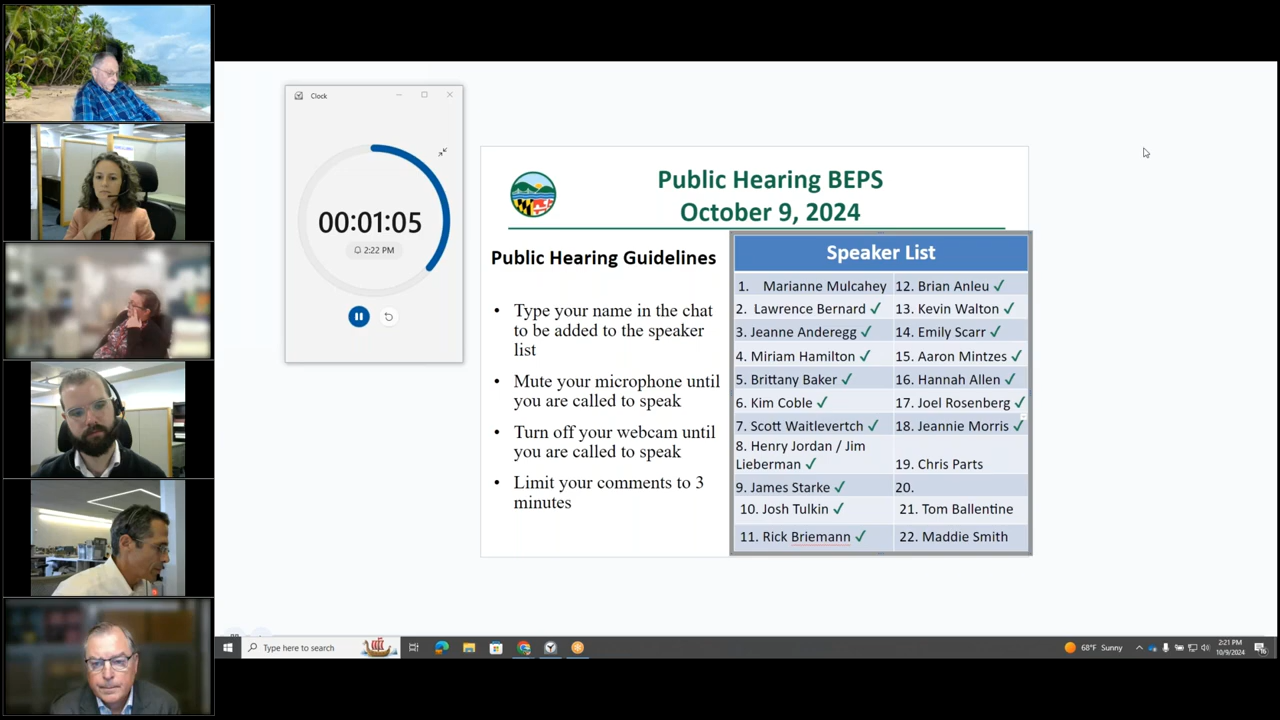 Clock
00:01:05
2:22 PM
Public Hearing BEPS
October 9, 2024
Public Hearing Guidelines
• Type your name in the chat
to be added to the speaker
list
• Mute your microphone until
you are called to speak
• Turn off your webcam until
you are called to speak
• Limit your comments to 3
minutes
Speaker List
1. Marianne Mulcahey
2. Lawrence Bernard ✓
3. Jeanne Anderegg ✓
4. Miriam Hamilton ✓
5. Brittany Baker ✓
6. Kim Coble ✓
7. Scott Waitlevertch ✓
8. Henry Jordan / Jim
Lieberman ✓
9. James Starke ✓
10. Josh Tulkin ✓
11. Rick Briemann ✓
12. Brian Anleu ✓
13. Kevin Walton ✓
14. Emily Scarr ✓
15. Aaron Mintzes ✓
16. Hannah Allen ✓
17. Joel Rosenberg ✓
18. Jeannie Morris ✓
19. Chris Parts
20.
21. Tom Ballentine
22. Maddie Smith
Type here to search
68°F Sunny
2:21 PM
10/9/2024